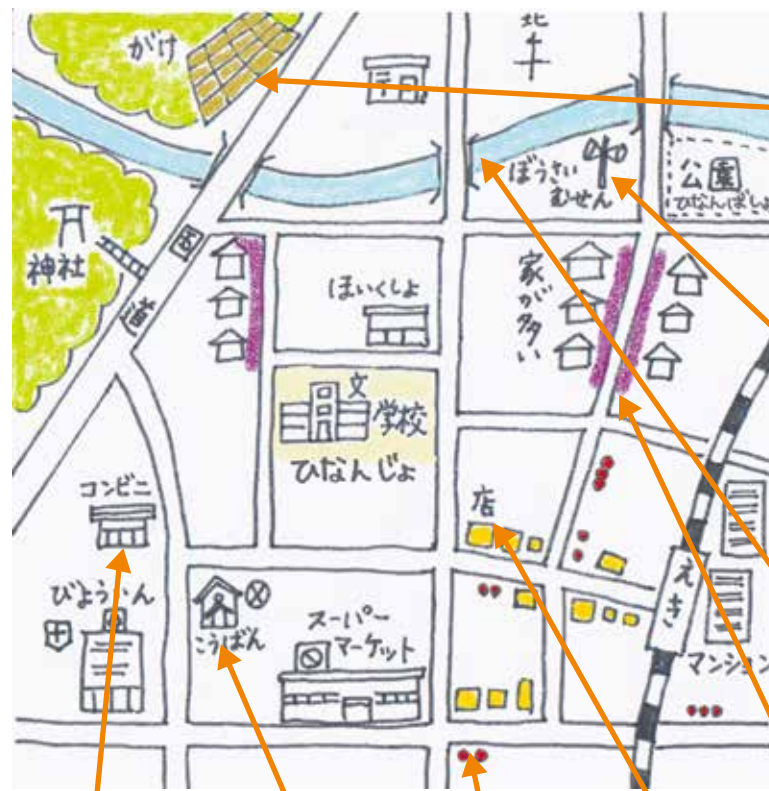 がけ
北
〒
ぼうさい
むせん
公園
ひなんばしょ
神社
国
道
ほいくしょ
家が多い
文
学校
ひなんじょ
コンビニ
店
えき
びょういん
こうばん
スーパー
マーケット
マンション